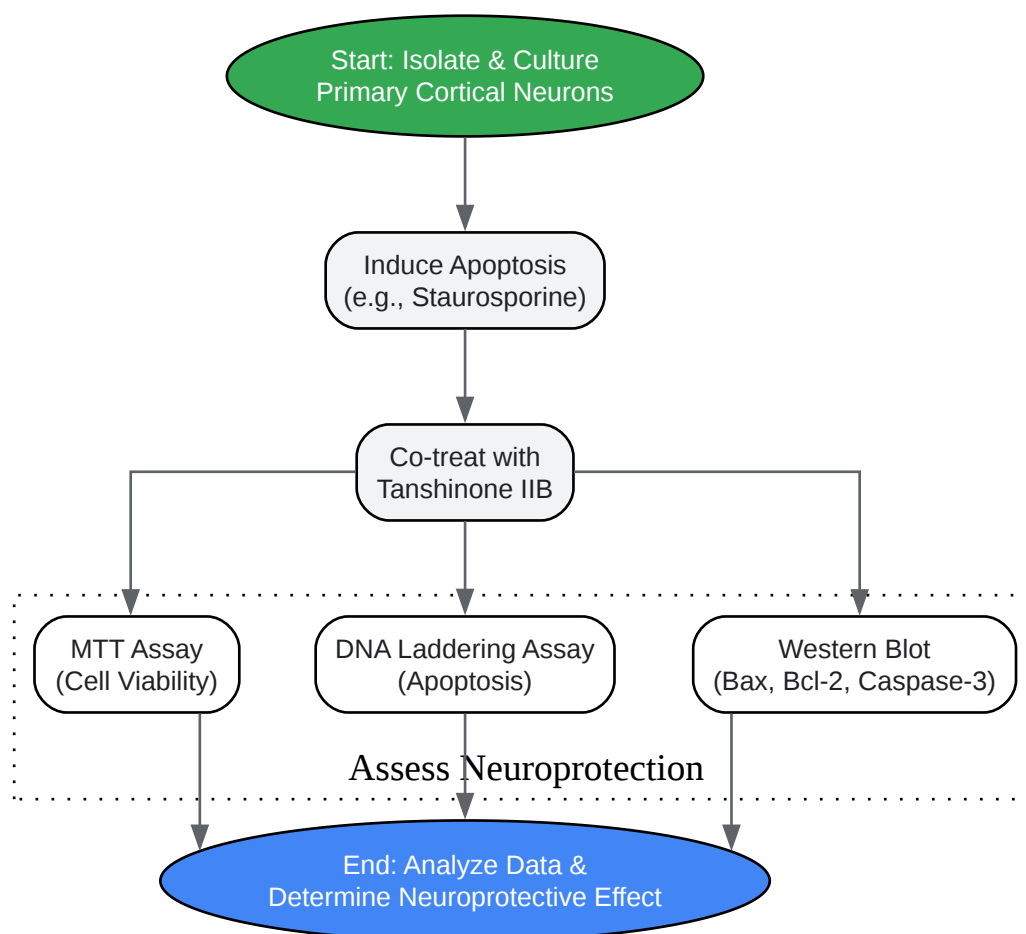 Start: Isolate & Culture
Primary Cortical Neurons
Induce Apoptosis
(e.g., Staurosporine)
Co-treat with
Tanshinone IIB
MTT Assay
(Cell Viability)
DNA Laddering Assay
(Apoptosis)
Western Blot
(Bax, Bcl-2, Caspase-3)
Assess Neuroprotection
End: Analyze Data &
Determine Neuroprotective Effect